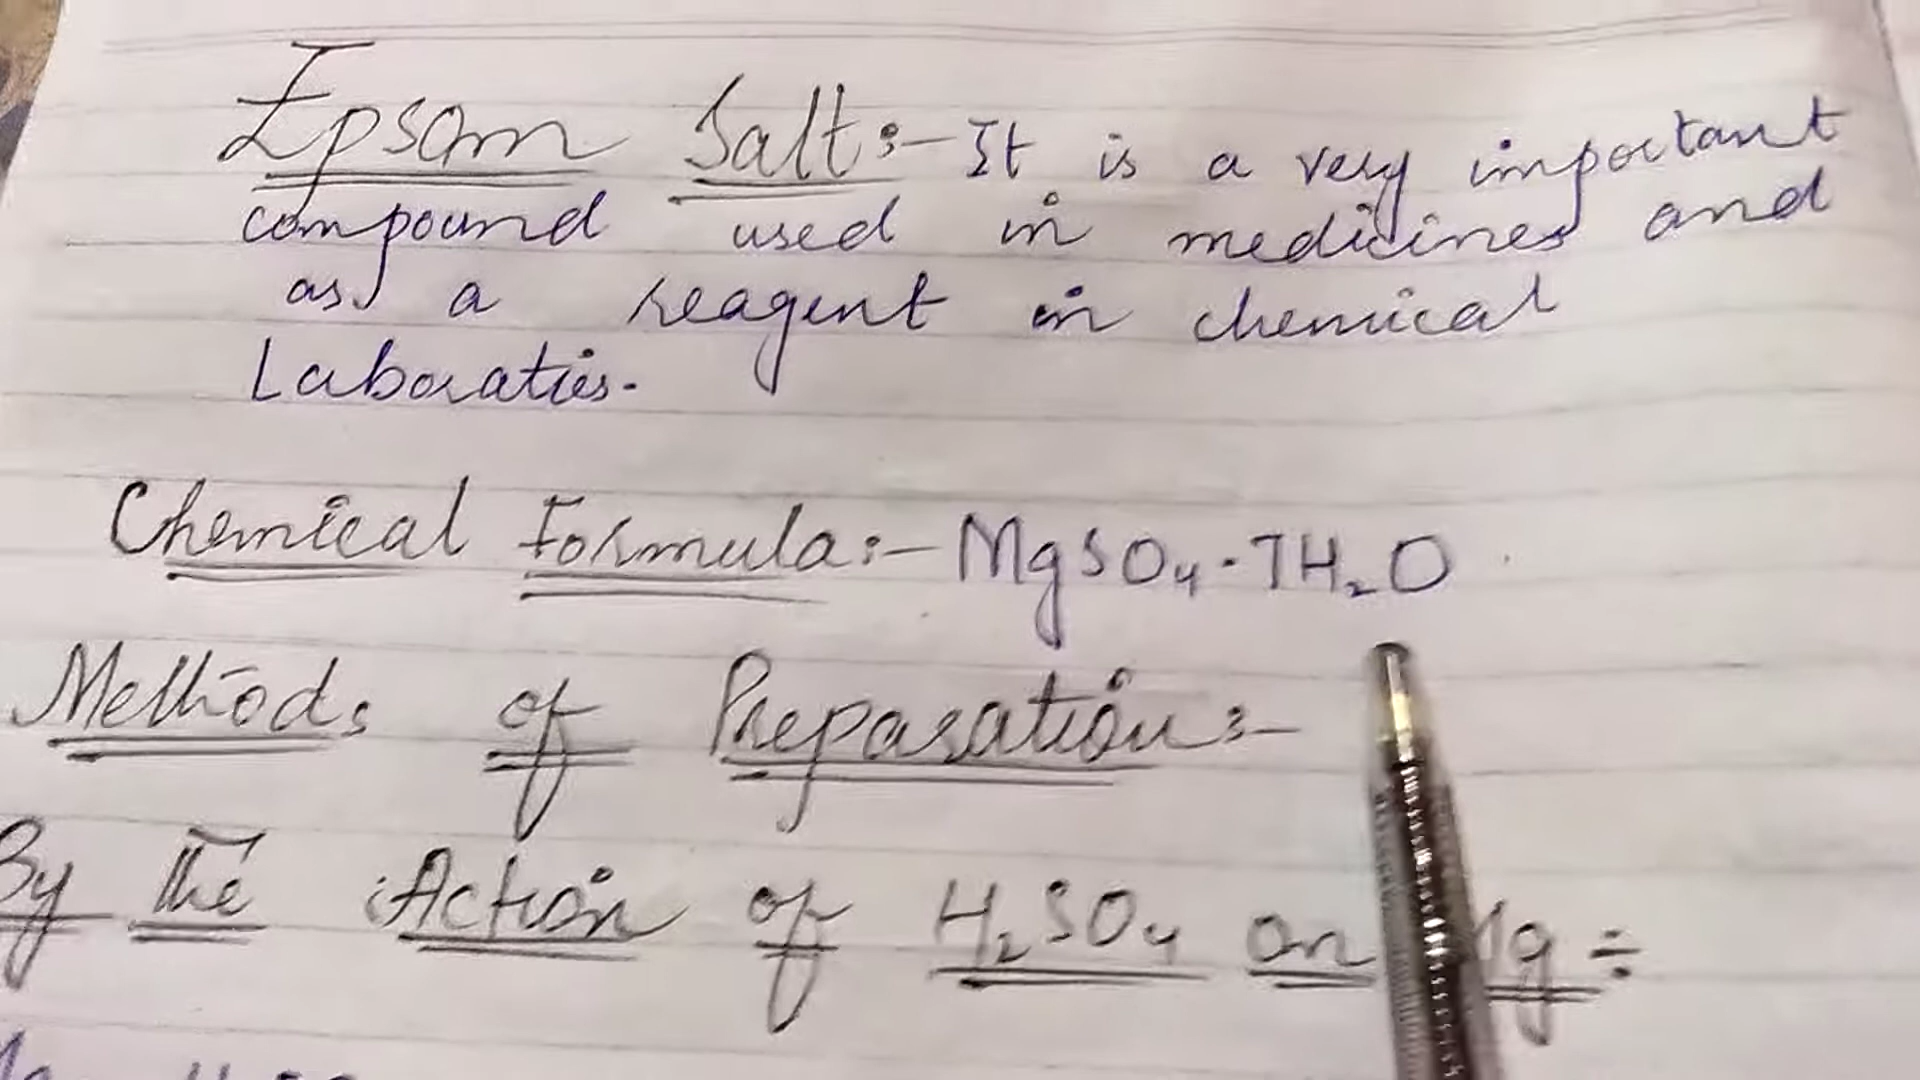 Epsom Salt:- It is a very important
compound used in medicines and
as a reagent in chemical
Laboraties.
Chemical Formula:- MgSO₄·7H₂O
Methods of Preparation:-
By the Action of H₂SO₄ on Mg÷